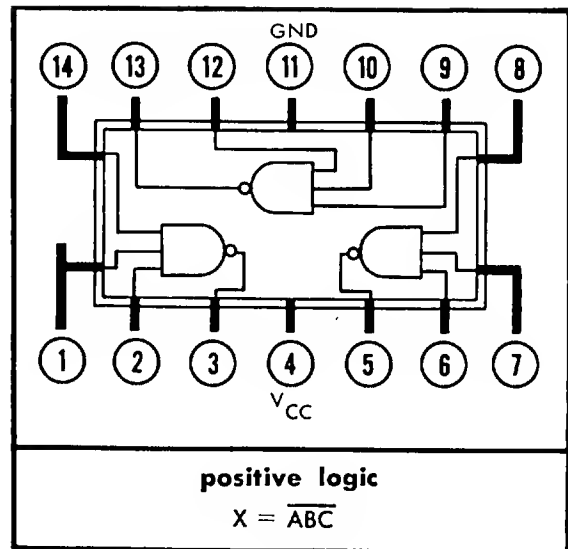 GND
14 13 12 11 10 9 8
1 2 3 4 5 6 7
VCC
positive logic
X = \overline{ABC}